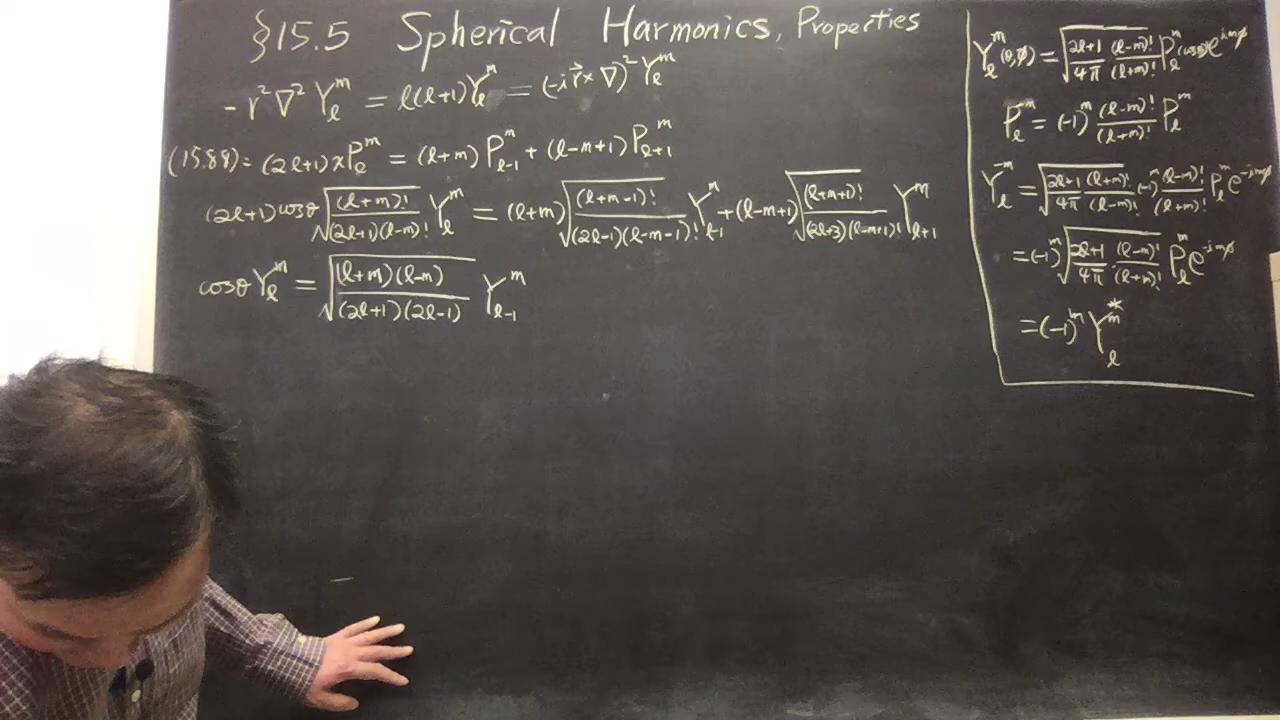 §15.5 Spherical Harmonics, Properties
-r²∇² Y_ℓ^m = ℓ(ℓ+1)Y_ℓ^m = (-i r⃗×∇)² Y_ℓ^m
(15.88): (2ℓ+1)xP_ℓ^m = (ℓ+m) P_{ℓ-1}^m + (ℓ-m+1) P_{ℓ+1}^m
(2ℓ+1)cosθ √((ℓ+m)!/((2ℓ+1)(ℓ-m)!)) Y_ℓ^m = (ℓ+m) √((ℓ+m-1)!/((2ℓ-1)(ℓ-m-1)!)) Y_{ℓ-1}^m + (ℓ-m+1) √((ℓ+m+1)!/((2ℓ+3)(ℓ-m+1)!)) Y_{ℓ+1}^m
cosθ Y_ℓ^m = √((ℓ+m)(ℓ-m)/((2ℓ+1)(2ℓ-1))) Y_{ℓ-1}^m
Y_ℓ^m(θ,φ) = √((2ℓ+1)/4π (ℓ-m)!/(ℓ+m)!) P_ℓ^m(cosθ)e^{imφ}
P_ℓ^{-m} = (-1)^m (ℓ-m)!/(ℓ+m)! P_ℓ^m
Y_ℓ^{-m} = √((2ℓ+1)/4π (ℓ+m)!/(ℓ-m)!) (-1)^m (ℓ-m)!/(ℓ+m)! P_ℓ^m e^{-imφ}
= (-1)^m √((2ℓ+1)/4π (ℓ-m)!/(ℓ+m)!) P_ℓ^m e^{-imφ}
= (-1)^m Y_ℓ^{m*}